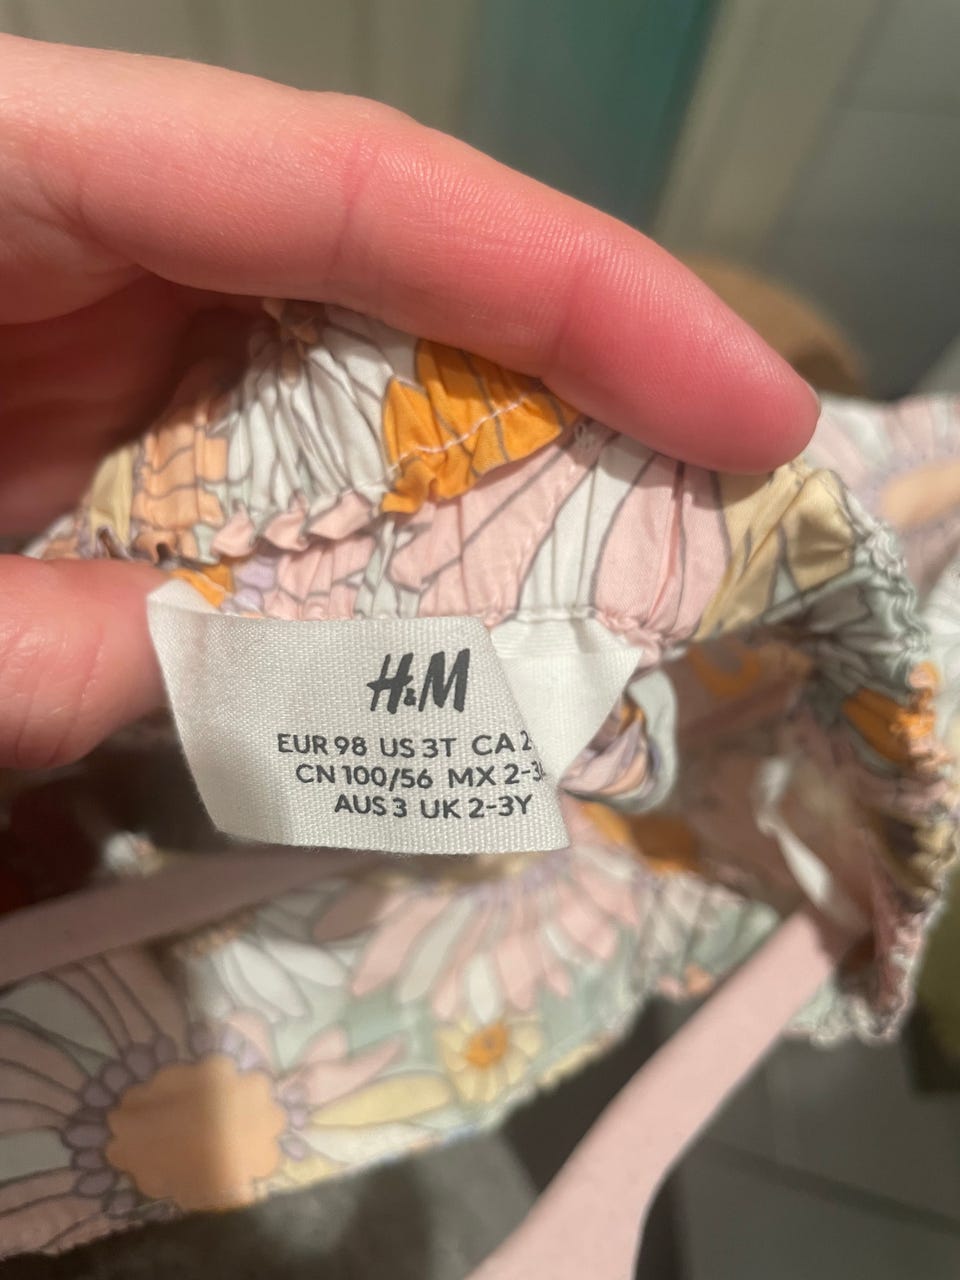 H&M
EUR 98 US 3T CA 2
CN 100/56 MX 2-3
AUS 3 UK 2-3Y